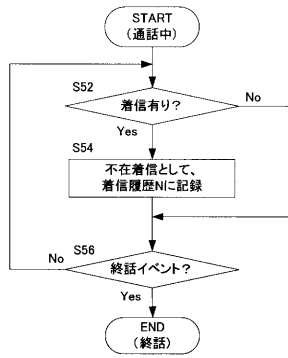 START
(通話中)
S52
着信有り?
No
Yes
S54
不在着信として、
着信履歴Nに記録
S56
No
終話イベント?
Yes
END
(終話)